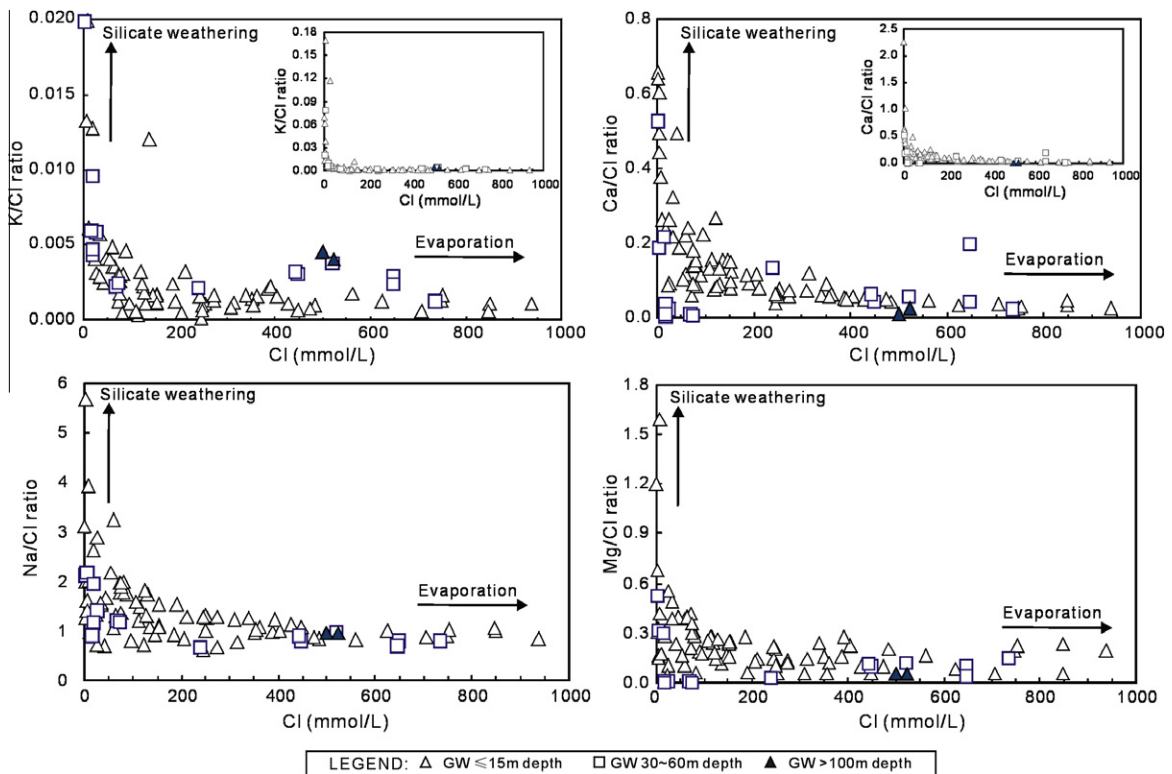 0.020
0.015
0.010
0.005
0.000
K/Cl ratio
Silicate weathering
Evaporation
0 200 400 600 800 1000
Cl (mmol/L)
0.18
0.15
0.12
0.09
0.06
0.03
0.00
K/Cl ratio
0 200 400 600 800 1000
Cl (mmol/L)
0.8
0.6
0.4
0.2
0.0
Ca/Cl ratio
Silicate weathering
Evaporation
0 200 400 600 800 1000
Cl (mmol/L)
2.5
2.0
1.5
1.0
0.5
0.0
Ca/Cl ratio
0 200 400 600 800 1000
Cl (mmol/L)
6
5
4
3
2
1
0
Na/Cl ratio
Silicate weathering
Evaporation
0 200 400 600 800 1000
Cl (mmol/L)
1.8
1.5
1.2
0.9
0.6
0.3
0.0
Mg/Cl ratio
Silicate weathering
Evaporation
0 200 400 600 800 1000
Cl (mmol/L)
LEGEND: △ GW ⩽15m depth □ GW 30~60m depth ▲ GW >100m depth